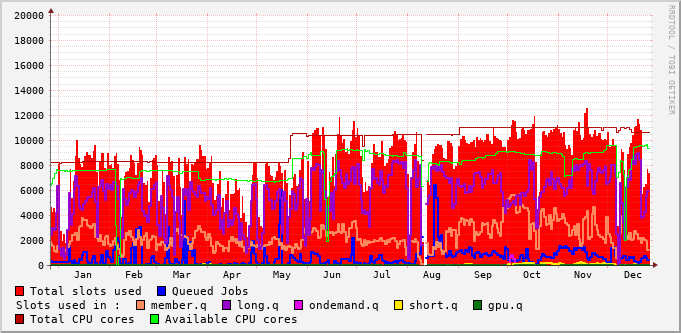 20000
18000
16000
14000
12000
10000
8000
6000
4000
2000
0
Jan Feb Mar Apr May Jun Jul Aug Sep Oct Nov Dec
RRDTOOL / TOBI OETIKER
Total slots used Queued Jobs
Slots used in : member.q long.q ondemand.q short.q gpu.q
Total CPU cores Available CPU cores